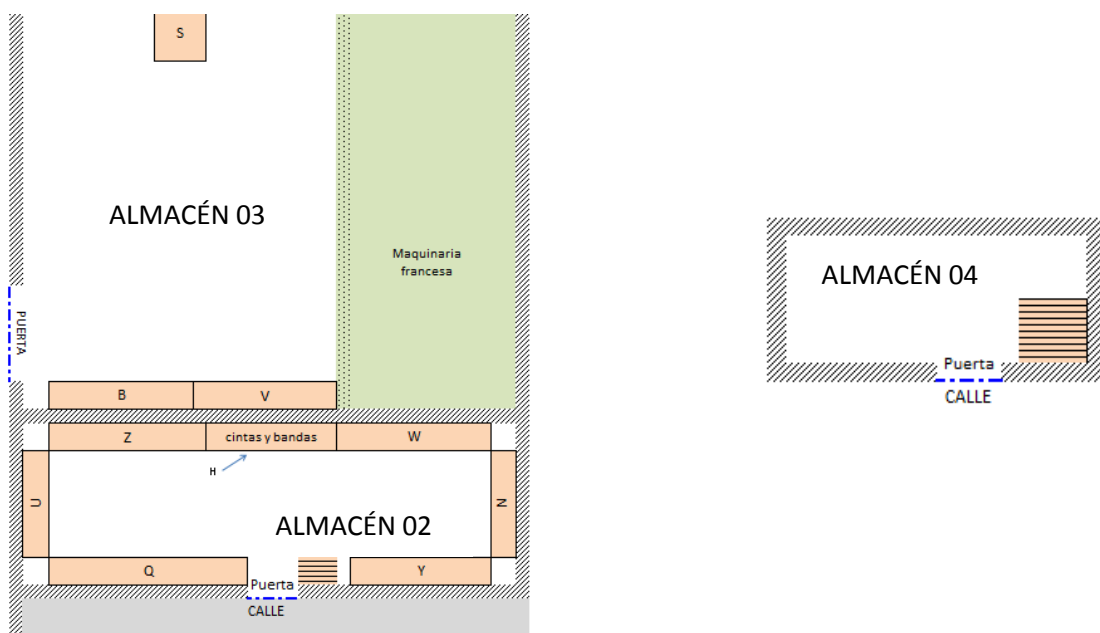 S
ALMACÉN 03
Maquinaria
francesa
PUERTA
B
V
Z
cintas y bandas
W
H
U
N
ALMACÉN 02
Q
Y
Puerta
CALLE
ALMACÉN 04
Puerta
CALLE